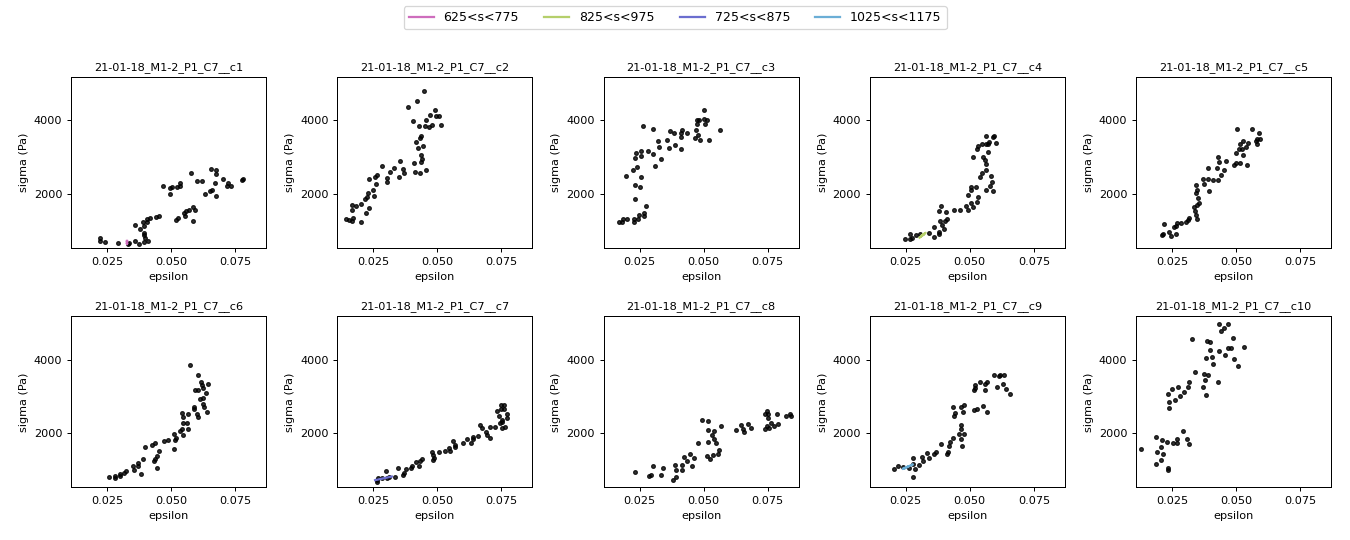 625<s<775 825<s<975 725<s<875 1025<s<1175
21-01-18_M1-2_P1_C7__c1 21-01-18_M1-2_P1_C7__c2 21-01-18_M1-2_P1_C7__c3 21-01-18_M1-2_P1_C7__c4 21-01-18_M1-2_P1_C7__c5
4000 4000 4000 4000 4000
sigma (Pa) sigma (Pa) sigma (Pa) sigma (Pa) sigma (Pa)
2000 2000 2000 2000 2000
0.025 0.050 0.075 0.025 0.050 0.075 0.025 0.050 0.075 0.025 0.050 0.075 0.025 0.050 0.075
epsilon epsilon epsilon epsilon epsilon
21-01-18_M1-2_P1_C7__c6 21-01-18_M1-2_P1_C7__c7 21-01-18_M1-2_P1_C7__c8 21-01-18_M1-2_P1_C7__c9 21-01-18_M1-2_P1_C7__c10
4000 4000 4000 4000 4000
sigma (Pa) sigma (Pa) sigma (Pa) sigma (Pa) sigma (Pa)
2000 2000 2000 2000 2000
0.025 0.050 0.075 0.025 0.050 0.075 0.025 0.050 0.075 0.025 0.050 0.075 0.025 0.050 0.075
epsilon epsilon epsilon epsilon epsilon